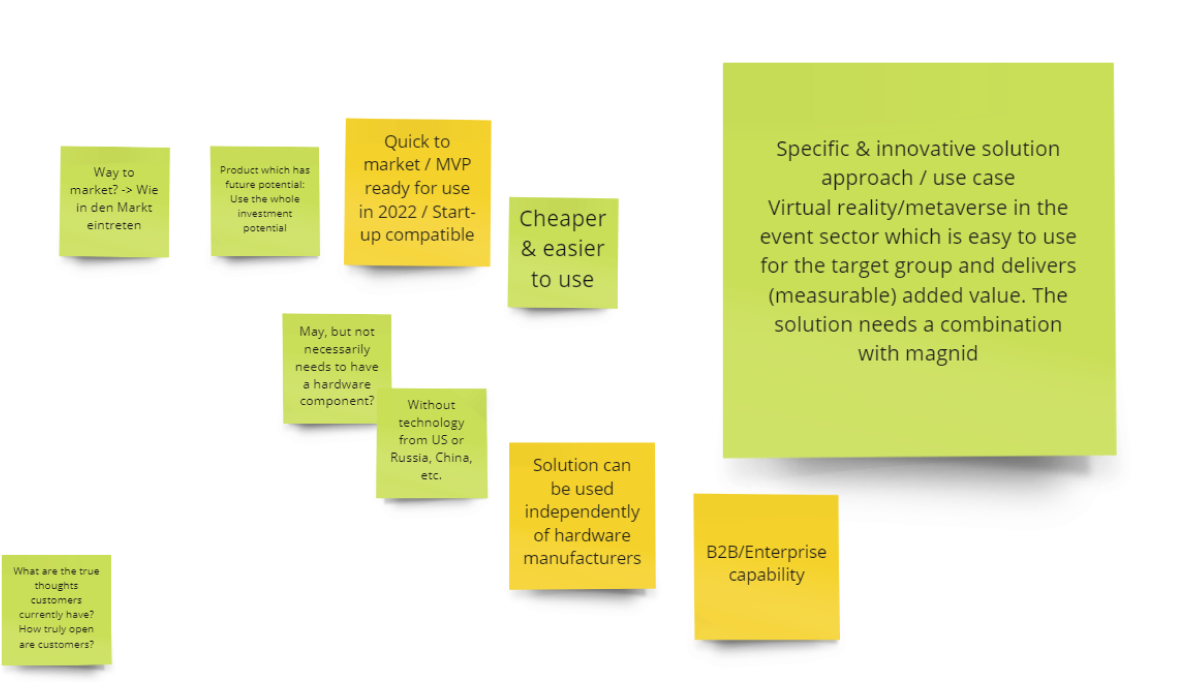 Way to
market? -> Wie
in den Markt
eintreten
Product which has
future potential:
Use the whole
investment
potential
Quick to
market / MVP
ready for use
in 2022 / Start-
up compatible
Cheaper
& easier
to use
Specific & innovative solution
approach / use case
Virtual reality/metaverse in the
event sector which is easy to use
for the target group and delivers
(measurable) added value. The
solution needs a combination
with magnid
May, but not
necessarily
needs to have
a hardware
component?
Without
technology
from US or
Russia, China,
etc.
Solution can
be used
independently
of hardware
manufacturers
B2B/Enterprise
capability
What are the true
thoughts
customers
currently have?
How truly open
are customers?